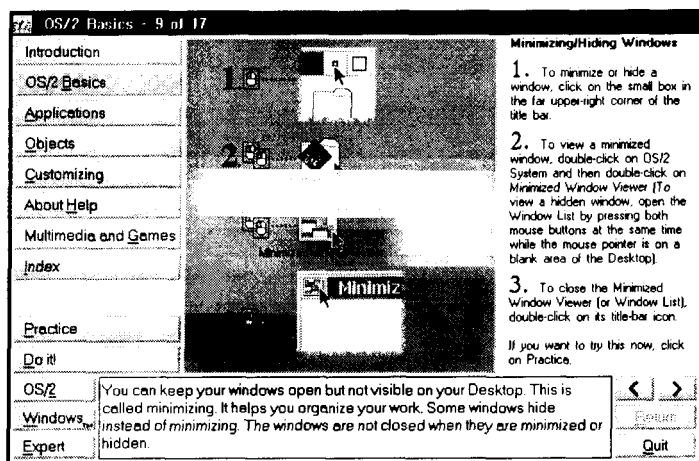 OS/2 Basics - 9 of 17
Introduction
OS/2 Basics
Applications
Objects
Customizing
About Help
Multimedia and Games
Index
Practice
Do it!
OS/2
Windows
Expert
1
2
Minimiz
Minimizing/Hiding Windows
1. To minimize or hide a
window, click on the small box in
the far upper-right corner of the
title bar.
2. To view a minimized
window, double-click on OS/2
System and then double-click on
Minimized Window Viewer (To
view a hidden window, open the
Window List by pressing both
mouse buttons at the same time
while the mouse pointer is on a
blank area of the Desktop).
3. To close the Minimized
Window Viewer (or Window List),
double-click on its title-bar icon.
If you want to try this now, click
on Practice.
You can keep your windows open but not visible on your Desktop. This is
called minimizing. It helps you organize your work. Some windows hide
instead of minimizing. The windows are not closed when they are minimized or
hidden.
Return
Quit